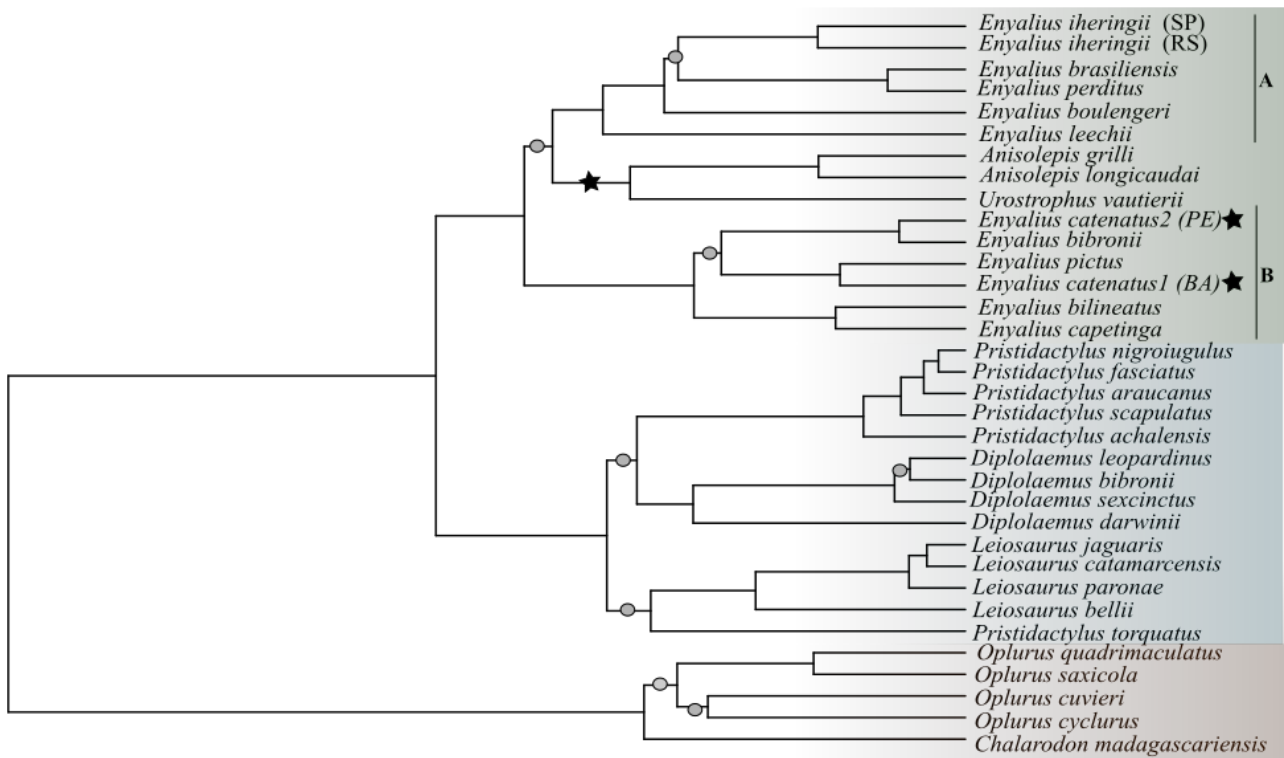 Enyalius iheringii (SP)
Enyalius iheringii (RS)
Enyalius brasiliensis
A
Enyalius perditus
Enyalius boulengeri
Enyalius leechii
Anisolepis grilli
Anisolepis longicaudai
Urostrophus vautierii
Enyalius catenatus2 (PE)
Enyalius bibronii
Enyalius pictus
B
Enyalius catenatus1 (BA)
Enyalius bilineatus
Enyalius capetinga
Pristidactylus nigroiugulus
Pristidactylus fasciatus
Pristidactylus araucanus
Pristidactylus scapulatus
Pristidactylus achalensis
Diplolaemus leopardinus
Diplolaemus bibronii
Diplolaemus sexcinctus
Diplolaemus darwinii
Leiosaurus jaguaris
Leiosaurus catamarcensis
Leiosaurus paronae
Leiosaurus bellii
Pristidactylus torquatus
Oplurus quadrimaculatus
Oplurus saxicola
Oplurus cuvieri
Oplurus cyclurus
Chalarodon madagascariensis